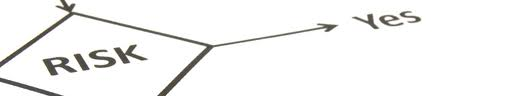 RISK
Yes